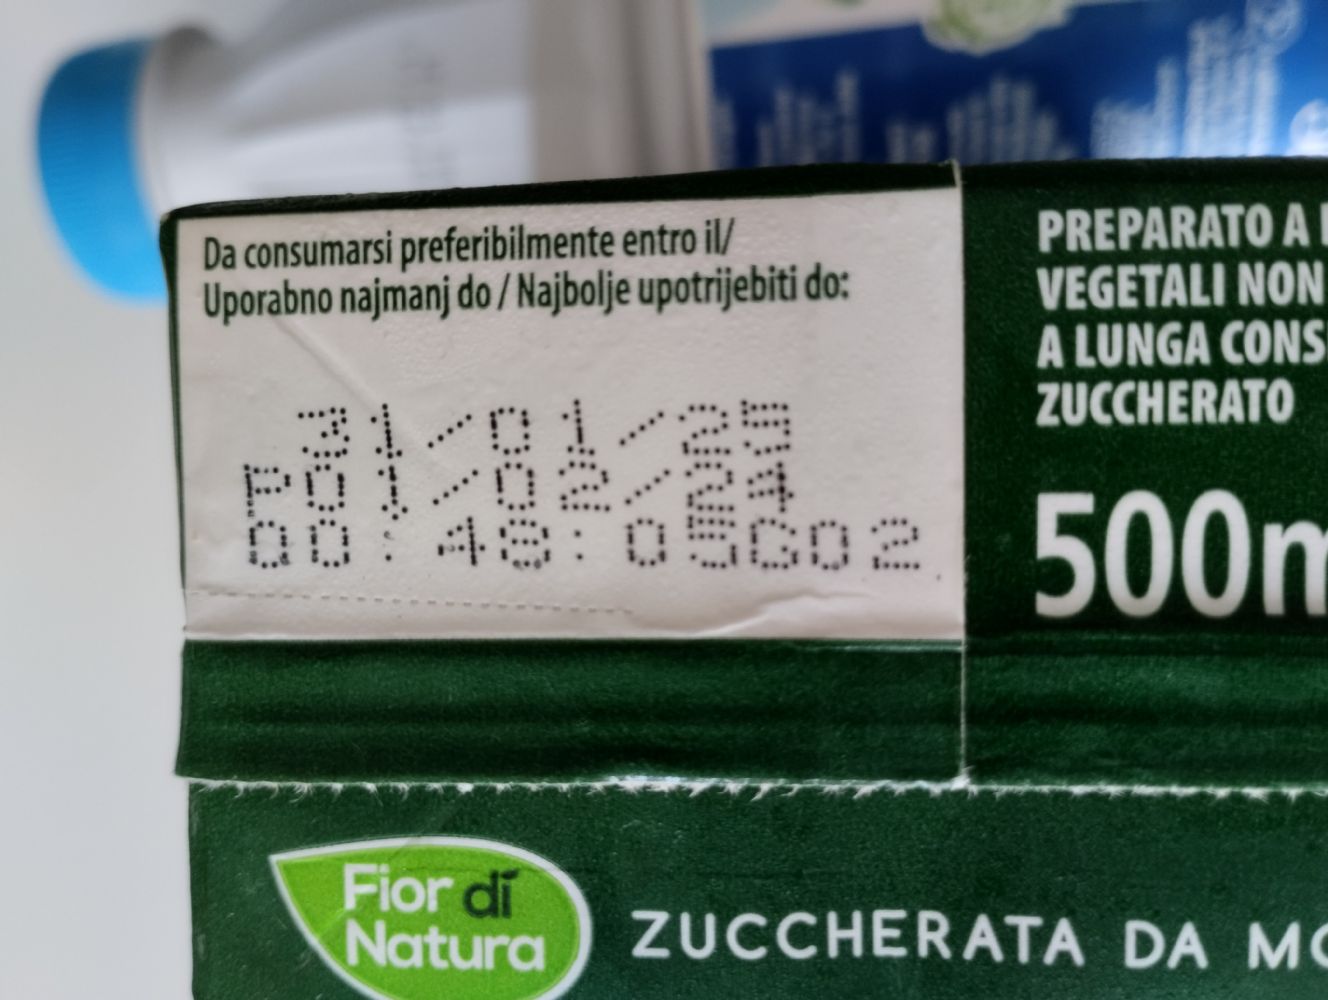 Da consumarsi preferibilmente entro il/
Uporabno najmanj do / Najbolje upotrijebiti do:
31/01/25
P01/02/24
00:48:05G02
PREPARATO A
VEGETALI NON
A LUNGA CONS
ZUCCHERATO
500m
Fior di
Natura
ZUCCHERATA DA MO